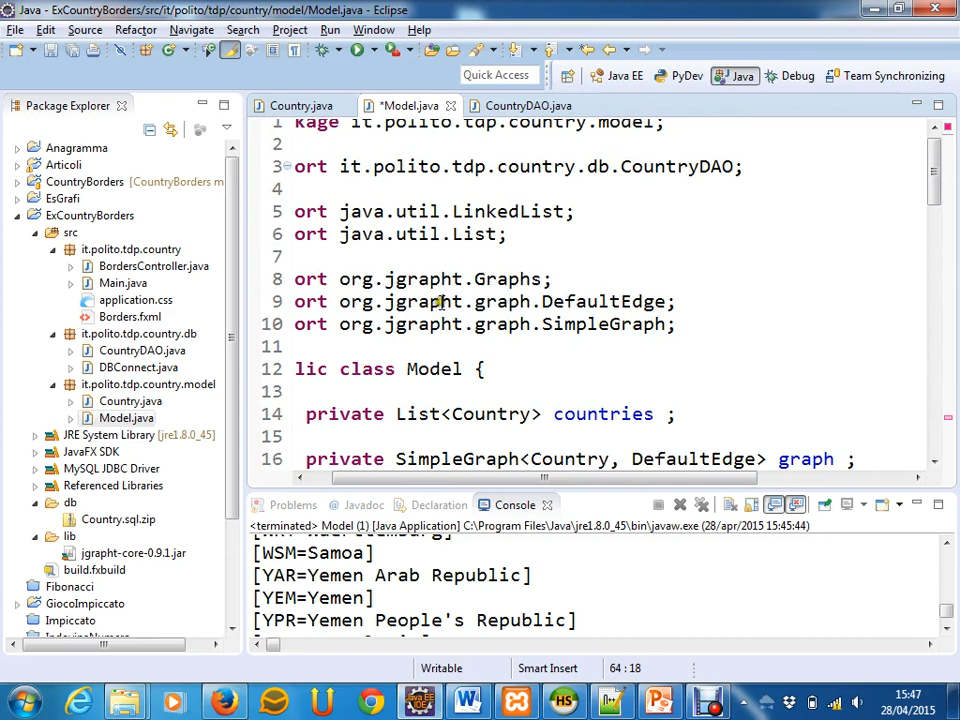 Java - ExCountryBorders/src/it/polito/tdp/country/model/Model.java - Eclipse
File Edit Source Refactor Navigate Search Project Run Window Help
Quick Access
Java EE PyDev Java Debug Team Synchronizing
Package Explorer
Country.java *Model.java CountryDAO.java
Anagramma
Articoli
CountryBorders [CountryBorders m
EsGrafi
ExCountryBorders
src
it.polito.tdp.country
BordersController.java
Main.java
application.css
Borders.fxml
it.polito.tdp.country.db
CountryDAO.java
DBConnect.java
it.polito.tdp.country.model
Country.java
Model.java
JRE System Library [jre1.8.0_45]
JavaFX SDK
MySQL JDBC Driver
Referenced Libraries
db
Country.sql.zip
lib
jgrapht-core-0.9.1.jar
build.fxbuild
Fibonacci
GiocoImpiccato
Impiccato
1 kage it.polito.tdp.country.model;
2
3 ort it.polito.tdp.country.db.CountryDAO;
4
5 ort java.util.LinkedList;
6 ort java.util.List;
7
8 ort org.jgrapht.Graphs;
9 ort org.jgrapht.graph.DefaultEdge;
10 ort org.jgrapht.graph.SimpleGraph;
11
12 lic class Model {
13
14 private List<Country> countries ;
15
16 private SimpleGraph<Country, DefaultEdge> graph ;
Problems Javadoc Declaration Console
<terminated> Model (1) [Java Application] C:\Program Files\Java\jre1.8.0_45\bin\javaw.exe (28/apr/2015 15:45:44)
[WSM=Samoa]
[YAR=Yemen Arab Republic]
[YEM=Yemen]
[YPR=Yemen People's Republic]
Writable Smart Insert 64 : 18
15:47
28/04/2015